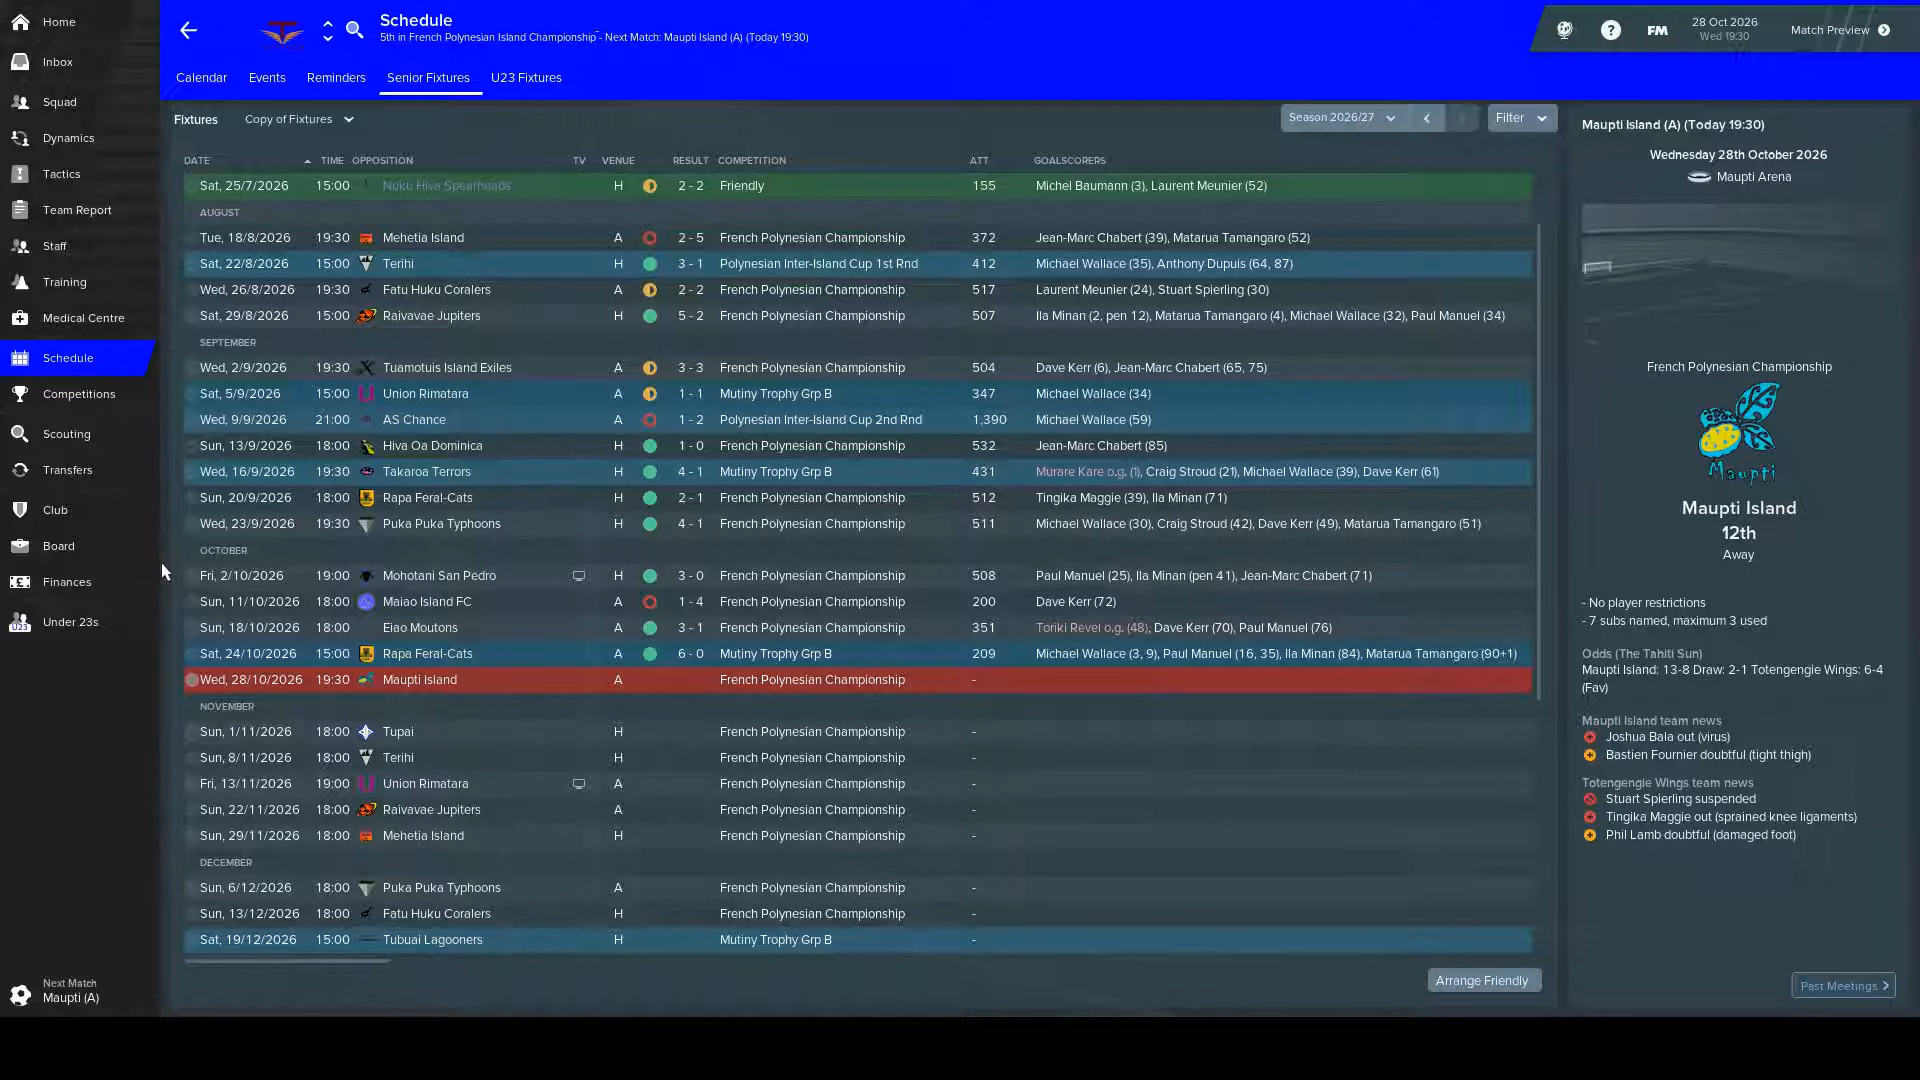 Home
Inbox
Squad
Dynamics
Tactics
Team Report
Staff
Training
Medical Centre
Schedule
Competitions
Scouting
Transfers
Club
Board
Finances
Under 23s
U23
Next Match
Maupti (A)
Schedule
5th in French Polynesian Island Championship - Next Match: Maupti Island (A) (Today 19:30)
Calendar Events Reminders Senior Fixtures U23 Fixtures
FM
28 Oct 2026
Wed 19:30
Match Preview
Fixtures Copy of Fixtures
Season 2026/27
Filter
DATE TIME OPPOSITION TV VENUE RESULT COMPETITION ATT GOALSCORERS
Sat, 25/7/2026 15:00 Nuku Hiva Spearheads H 2 - 2 Friendly 155 Michel Baumann (3), Laurent Meunier (52)
AUGUST
Tue, 18/8/2026 19:30 Mehetia Island A 2 - 5 French Polynesian Championship 372 Jean-Marc Chabert (39), Matarua Tamangaro (52)
Sat, 22/8/2026 15:00 Terihi H 3 - 1 Polynesian Inter-Island Cup 1st Rnd 412 Michael Wallace (35), Anthony Dupuis (64, 87)
Wed, 26/8/2026 19:30 Fatu Huku Coralers A 2 - 2 French Polynesian Championship 517 Laurent Meunier (24), Stuart Spierling (30)
Sat, 29/8/2026 15:00 Raivavae Jupiters H 5 - 2 French Polynesian Championship 507 Ila Minan (2, pen 12), Matarua Tamangaro (4), Michael Wallace (32), Paul Manuel (34)
SEPTEMBER
Wed, 2/9/2026 19:30 Tuamotuis Island Exiles A 3 - 3 French Polynesian Championship 504 Dave Kerr (6), Jean-Marc Chabert (65, 75)
Sat, 5/9/2026 15:00 Union Rimatara A 1 - 1 Mutiny Trophy Grp B 347 Michael Wallace (34)
Wed, 9/9/2026 21:00 AS Chance A 1 - 2 Polynesian Inter-Island Cup 2nd Rnd 1,390 Michael Wallace (59)
Sun, 13/9/2026 18:00 Hiva Oa Dominica H 1 - 0 French Polynesian Championship 532 Jean-Marc Chabert (85)
Wed, 16/9/2026 19:30 Takaroa Terrors H 4 - 1 Mutiny Trophy Grp B 431 Murare Kare o.g. (1), Craig Stroud (21), Michael Wallace (39), Dave Kerr (61)
Sun, 20/9/2026 18:00 Rapa Feral-Cats H 2 - 1 French Polynesian Championship 512 Tingika Maggie (39), Ila Minan (71)
Wed, 23/9/2026 19:30 Puka Puka Typhoons H 4 - 1 French Polynesian Championship 511 Michael Wallace (30), Craig Stroud (42), Dave Kerr (49), Matarua Tamangaro (51)
OCTOBER
Fri, 2/10/2026 19:00 Mohotani San Pedro H 3 - 0 French Polynesian Championship 508 Paul Manuel (25), Ila Minan (pen 41), Jean-Marc Chabert (71)
Sun, 11/10/2026 18:00 Maiao Island FC A 1 - 4 French Polynesian Championship 200 Dave Kerr (72)
Sun, 18/10/2026 18:00 Eiao Moutons A 3 - 1 French Polynesian Championship 351 Toriki Revel o.g. (48), Dave Kerr (70), Paul Manuel (76)
Sat, 24/10/2026 15:00 Rapa Feral-Cats A 6 - 0 Mutiny Trophy Grp B 209 Michael Wallace (3, 9), Paul Manuel (16, 35), Ila Minan (84), Matarua Tamangaro (90+1)
Wed, 28/10/2026 19:30 Maupti Island A French Polynesian Championship -
NOVEMBER
Sun, 1/11/2026 18:00 Tupai H French Polynesian Championship -
Sun, 8/11/2026 18:00 Terihi H French Polynesian Championship -
Fri, 13/11/2026 19:00 Union Rimatara A French Polynesian Championship -
Sun, 22/11/2026 18:00 Raivavae Jupiters A French Polynesian Championship -
Sun, 29/11/2026 18:00 Mehetia Island H French Polynesian Championship -
DECEMBER
Sun, 6/12/2026 18:00 Puka Puka Typhoons A French Polynesian Championship -
Sun, 13/12/2026 18:00 Fatu Huku Coralers H French Polynesian Championship -
Sat, 19/12/2026 15:00 Tubuai Lagooners H Mutiny Trophy Grp B -
Arrange Friendly
Maupti Island (A) (Today 19:30)
Wednesday 28th October 2026
Maupti Arena
French Polynesian Championship
Maupti
Maupti Island
12th
Away
- No player restrictions
- 7 subs named, maximum 3 used
Odds (The Tahiti Sun)
Maupti Island: 13-8 Draw: 2-1 Totengengie Wings: 6-4
(Fav)
Maupti Island team news
Joshua Bala out (virus)
Bastien Fournier doubtful (tight thigh)
Totengengie Wings team news
Stuart Spierling suspended
Tingika Maggie out (sprained knee ligaments)
Phil Lamb doubtful (damaged foot)
Past Meetings